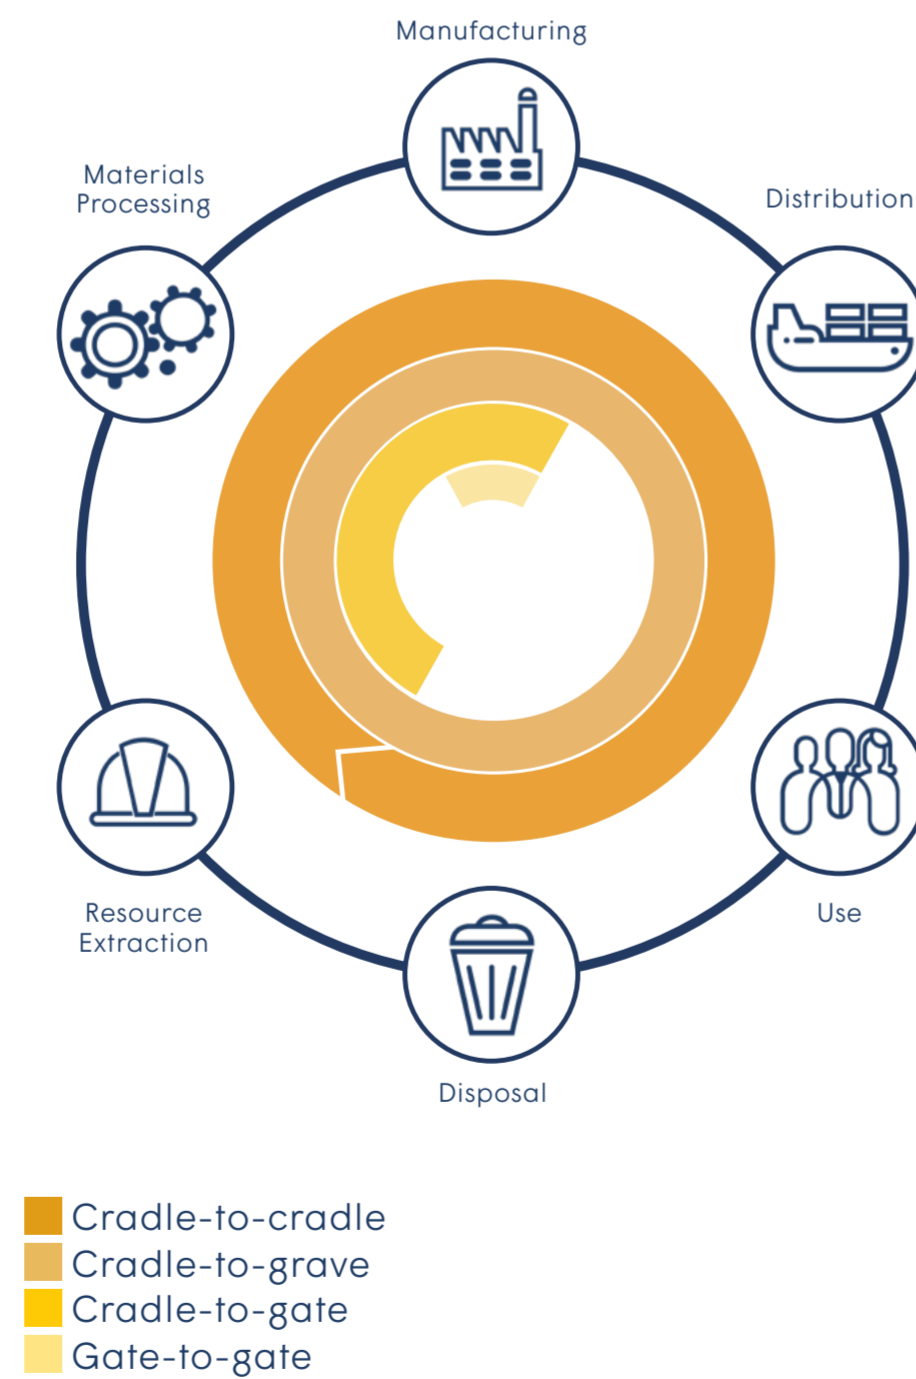 Manufacturing
Materials
Processing
Distribution
Resource
Extraction
Use
Disposal
Cradle-to-cradle
Cradle-to-grave
Cradle-to-gate
Gate-to-gate